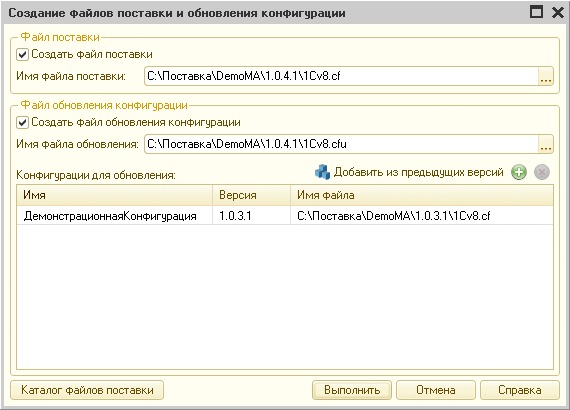 Создание файлов поставки и обновления конфигурации
Файл поставки
Создать файл поставки
Имя файла поставки: C:\Поставка\DemoMA\1.0.4.1\1Cv8.cf ...
Файл обновления конфигурации
Создать файл обновления конфигурации
Имя файла обновления: C:\Поставка\DemoMA\1.0.4.1\1Cv8.cfu ...
Конфигурации для обновления: Добавить из предыдущих версий
Имя Версия Имя файла
ДемонстрационнаяКонфигурация 1.0.3.1 C:\Поставка\DemoMA\1.0.3.1\1Cv8.cf
Каталог файлов поставки Выполнить Отмена Справка